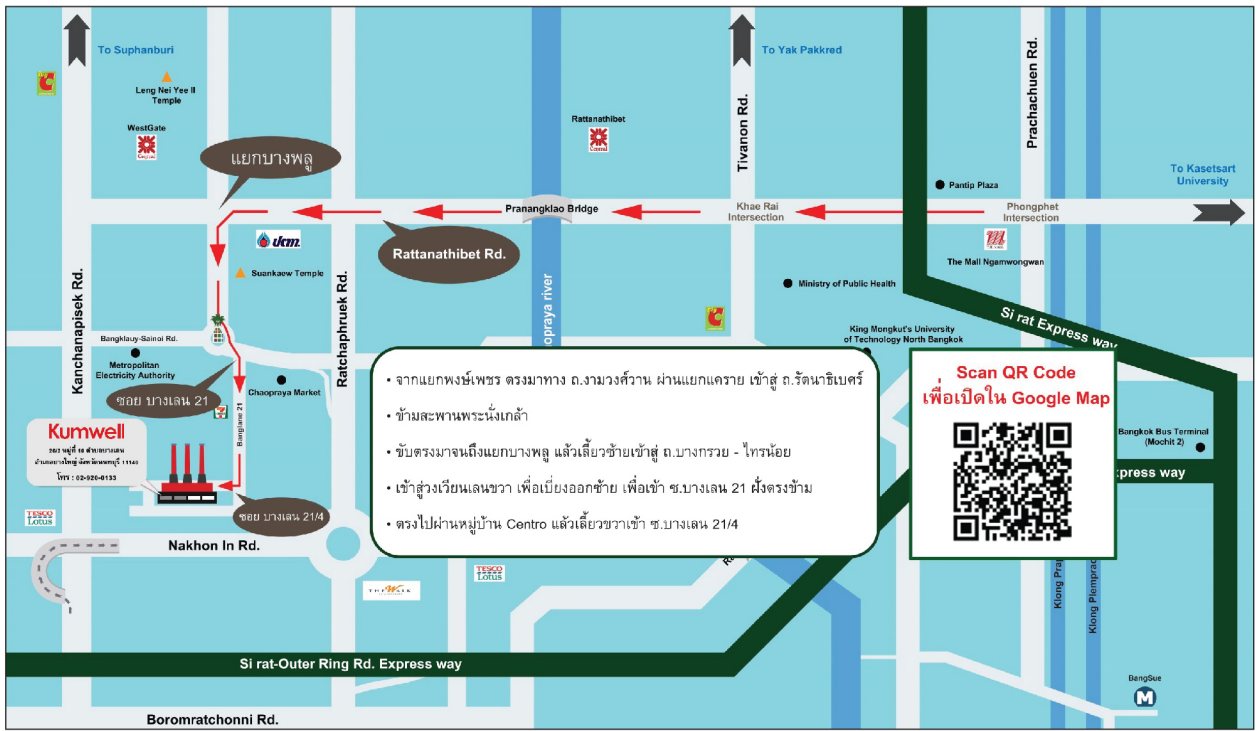 To Suphanburi
To Yak Pakkred
Prachachuen Rd.
Leng Nei Yee II
Temple
WestGate
Central
Rattanathibet
Central
Tivanon Rd.
แยกบางพลู
To Kasetsart
University
Pantip Plaza
Pranangklao Bridge
Khae Rai
Intersection
Phongphet
Intersection
Rattanathibet Rd.
The Mall Ngamwongwan
Suankaew Temple
Kanchanapisek Rd.
Ratchaphruek Rd.
opraya river
Ministry of Public Health
Si rat Express way
King Mongkut's University
of Technology North Bangkok
Bangkluay-Sainoi Rd.
Metropolitan
Electricity Authority
Chaopraya Market
ซอย บางเลน 21
Banglane 21
Kumwell
โทร : 02-920-0133
ซอย บางเลน 21/4
TESCO
Lotus
Nakhon In Rd.
• จากแยกพงษ์เพชร ตรงมาทาง ถ.งามวงศ์วาน ผ่านแยกแคราย เข้าสู่ ถ.รัตนาธิเบศร์
• ข้ามสะพานพระนั่งเกล้า
• ขับตรงมาจนถึงแยกบางพลู แล้วเลี้ยวซ้ายเข้าสู่ ถ.บางกรวย - ไทรน้อย
• เข้าสู่วงเวียนเลนขวา เพื่อเบี่ยงออกซ้าย เพื่อเข้า ซ.บางเลน 21 ฝั่งตรงข้าม
• ตรงไปผ่านหมู่บ้าน Centro แล้วเลี้ยวขวาเข้า ซ.บางเลน 21/4
Scan QR Code
เพื่อเปิดใน Google Map
Bangkok Bus Terminal
(Mochit 2)
xpress way
TESCO
Lotus
THE WALK
Klong Prap
Klong Plemprac
Si rat-Outer Ring Rd. Express way
BangSue
Boromratchonni Rd.